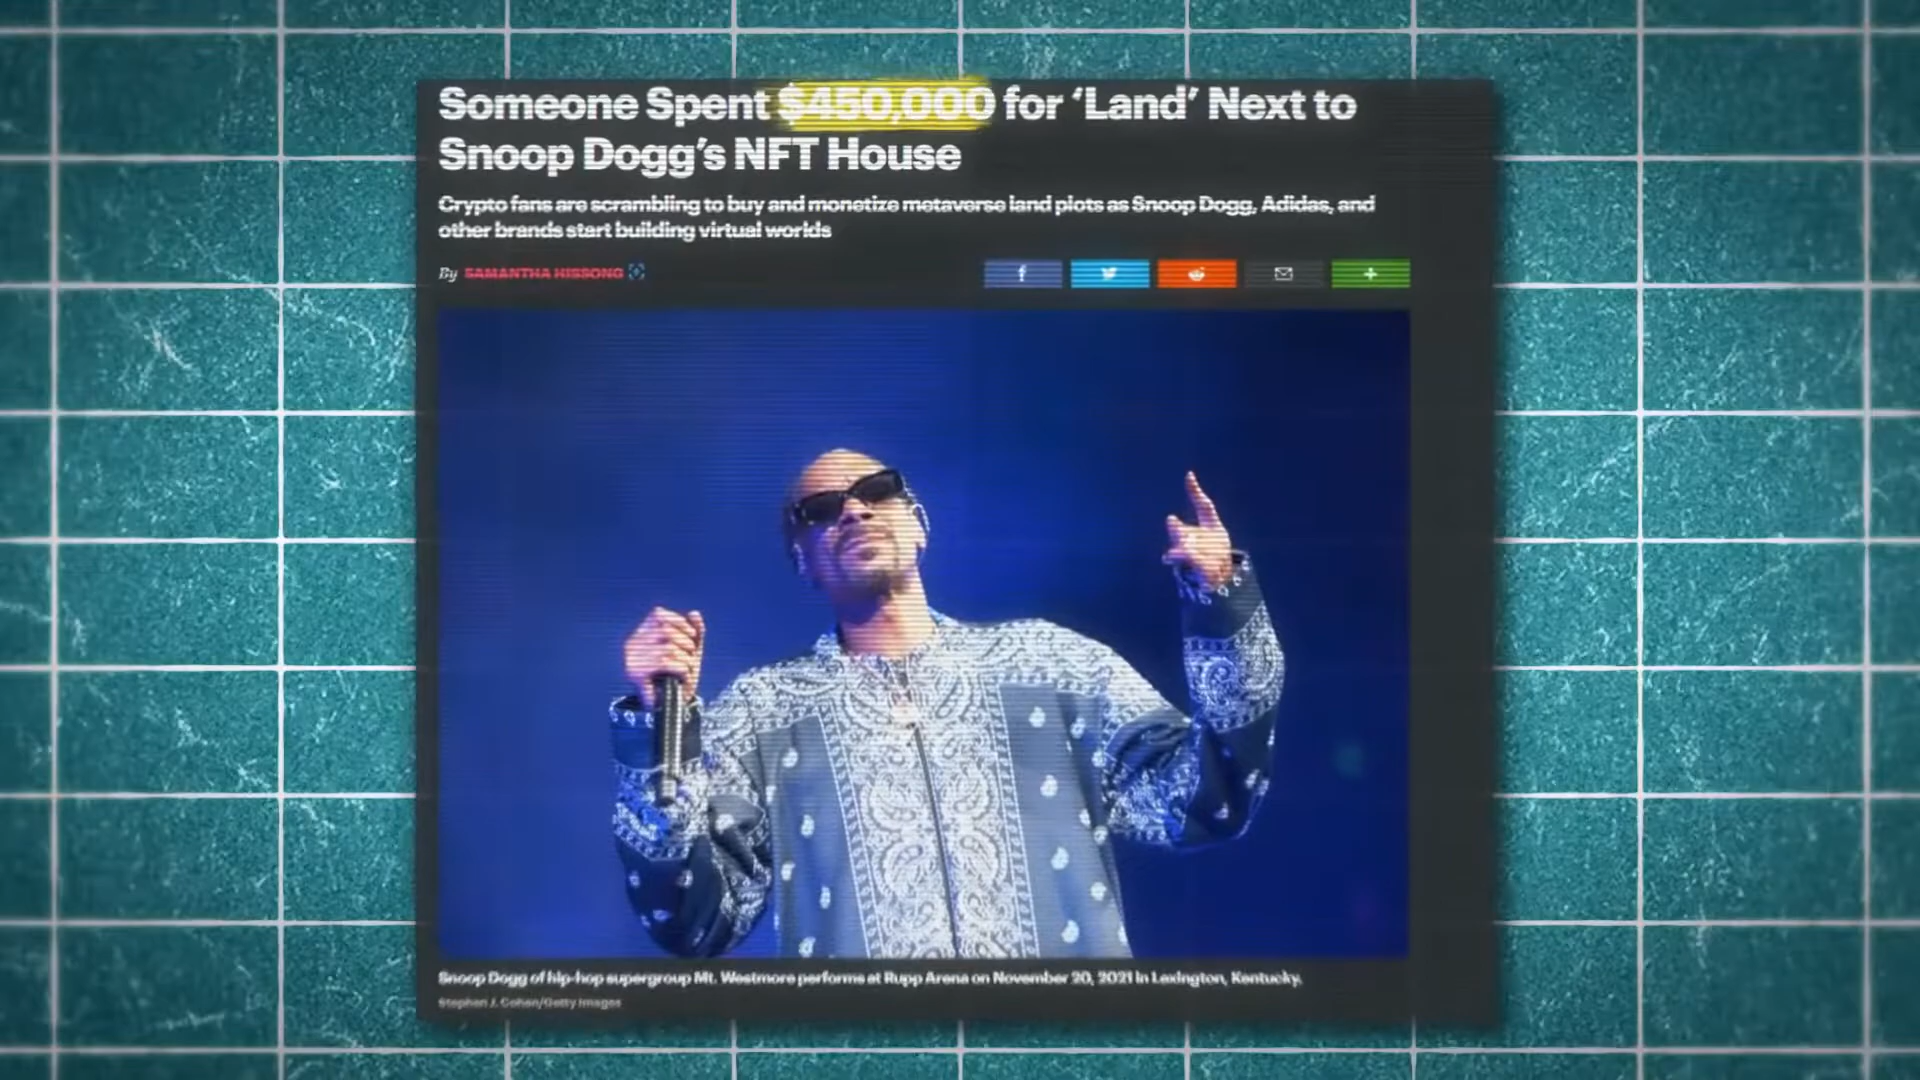 Someone Spent $450,000 for ‘Land’ Next to
Snoop Dogg’s NFT House
Crypto fans are scrambling to buy and monetize metaverse land plots as Snoop Dogg, Adidas, and
other brands start building virtual worlds
By SAMANTHA HISSONG
Snoop Dogg of hip-hop supergroup Mt. Westmore performs at Rupp Arena on November 20, 2021 in Lexington, Kentucky.
Stephen J. Cohen/Getty Images